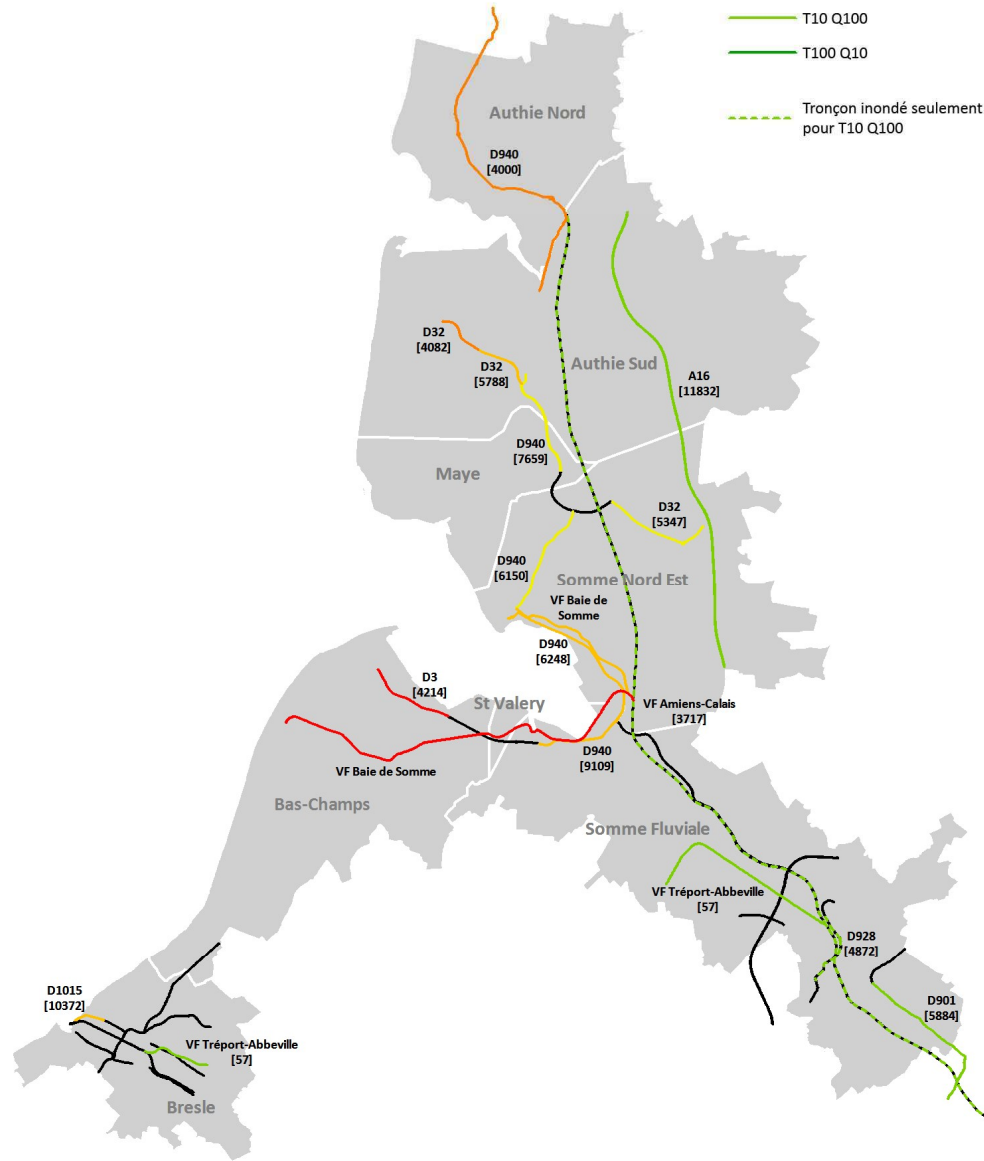 T10 Q100
T100 Q10
Tronçon inondé seulement
pour T10 Q100
Authie Nord
D940
[4000]
D32
[4082]
D32
[5788]
Authie Sud
A16
[11832]
D940
[7659]
Maye
D32
[5347]
D940
[6150]
Somme Nord Est
VF Baie de
Somme
D940
[6248]
D3
[4214]
St Valery
VF Amiens-Calais
[3717]
D940
[9109]
VF Baie de Somme
Bas-Champs
Somme Fluviale
VF Tréport-Abbeville
[57]
D928
[4872]
D901
[5884]
D1015
[10372]
VF Tréport-Abbeville
[57]
Bresle